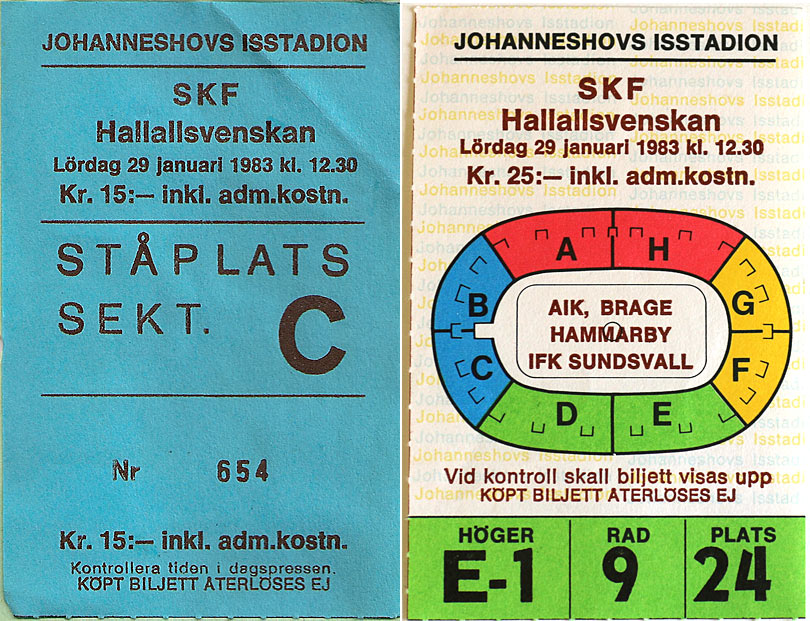 JOHANNESHOVS ISSTADION
SKF
Hallallsvenskan
Lördag 29 januari 1983 kl. 12.30
Kr. 15:— inkl. adm.kostn.
STÅPLATS
SEKT. C
Nr 654
Kr. 15:— inkl. adm.kostn.
Kontrollera tiden i dagspressen.
KÖPT BILJETT ÅTERLÖSES EJ
JOHANNESHOVS ISSTADION
SKF
Hallallsvenskan
Lördag 29 januari 1983 kl. 12.30
Kr. 25:— inkl. adm.kostn.
A H
B G
AIK, BRAGE
HAMMARBY
IFK SUNDSVALL
C F
D E
Vid kontroll skall biljett visas upp
KÖPT BILJETT ÅTERLÖSES EJ
HÖGER RAD PLATS
E-1 9 24